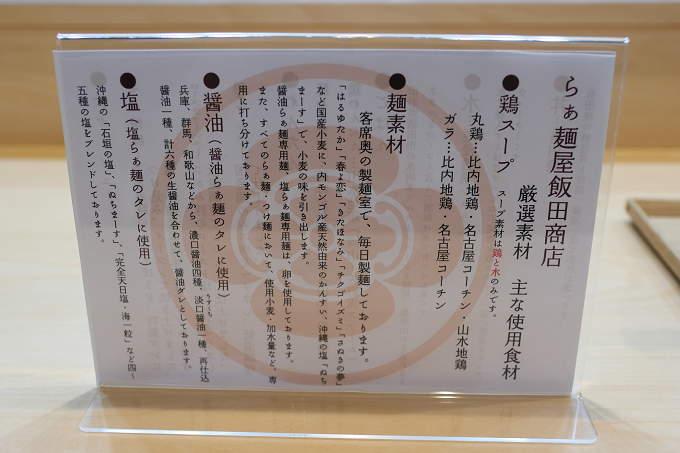 らぁ麺屋飯田商店
厳選素材 主な使用食材
●鶏スープ スープ素材は鶏と水のみです。
丸鶏…比内地鶏・名古屋コーチン・山水地鶏
ガラ…比内地鶏・名古屋コーチン
●麺素材
客席奥の製麺室で、毎日製麺しております。
「はるゆたか」「春よ恋」「きたほなみ」「チクゴイズミ」「さぬきの夢」
など国産小麦に、内モンゴル産天然由来のかんすい、沖縄の塩「ぬち
まーす」で、小麦の味を引き出します。
醤油らぁ麺専用麺、塩らぁ麺専用麺は、卵を使用しております。
また、すべてのらぁ麺・つけ麺において、使用小麦・加水量など、専
用に打ち分けております。
●醤油（醤油らぁ麺のタレに使用）
兵庫、群馬、和歌山などから、濃口醤油四種、淡口醤油一種、再仕込
うすくち
醤油一種、計六種の生醤油を合わせて、醤油ダレとしております。
●塩（塩らぁ麺のタレに使用）
沖縄の「石垣の塩」、「ぬちまーす」、「完全天日塩・海一粒」など四～
五種の塩をブレンドしております。